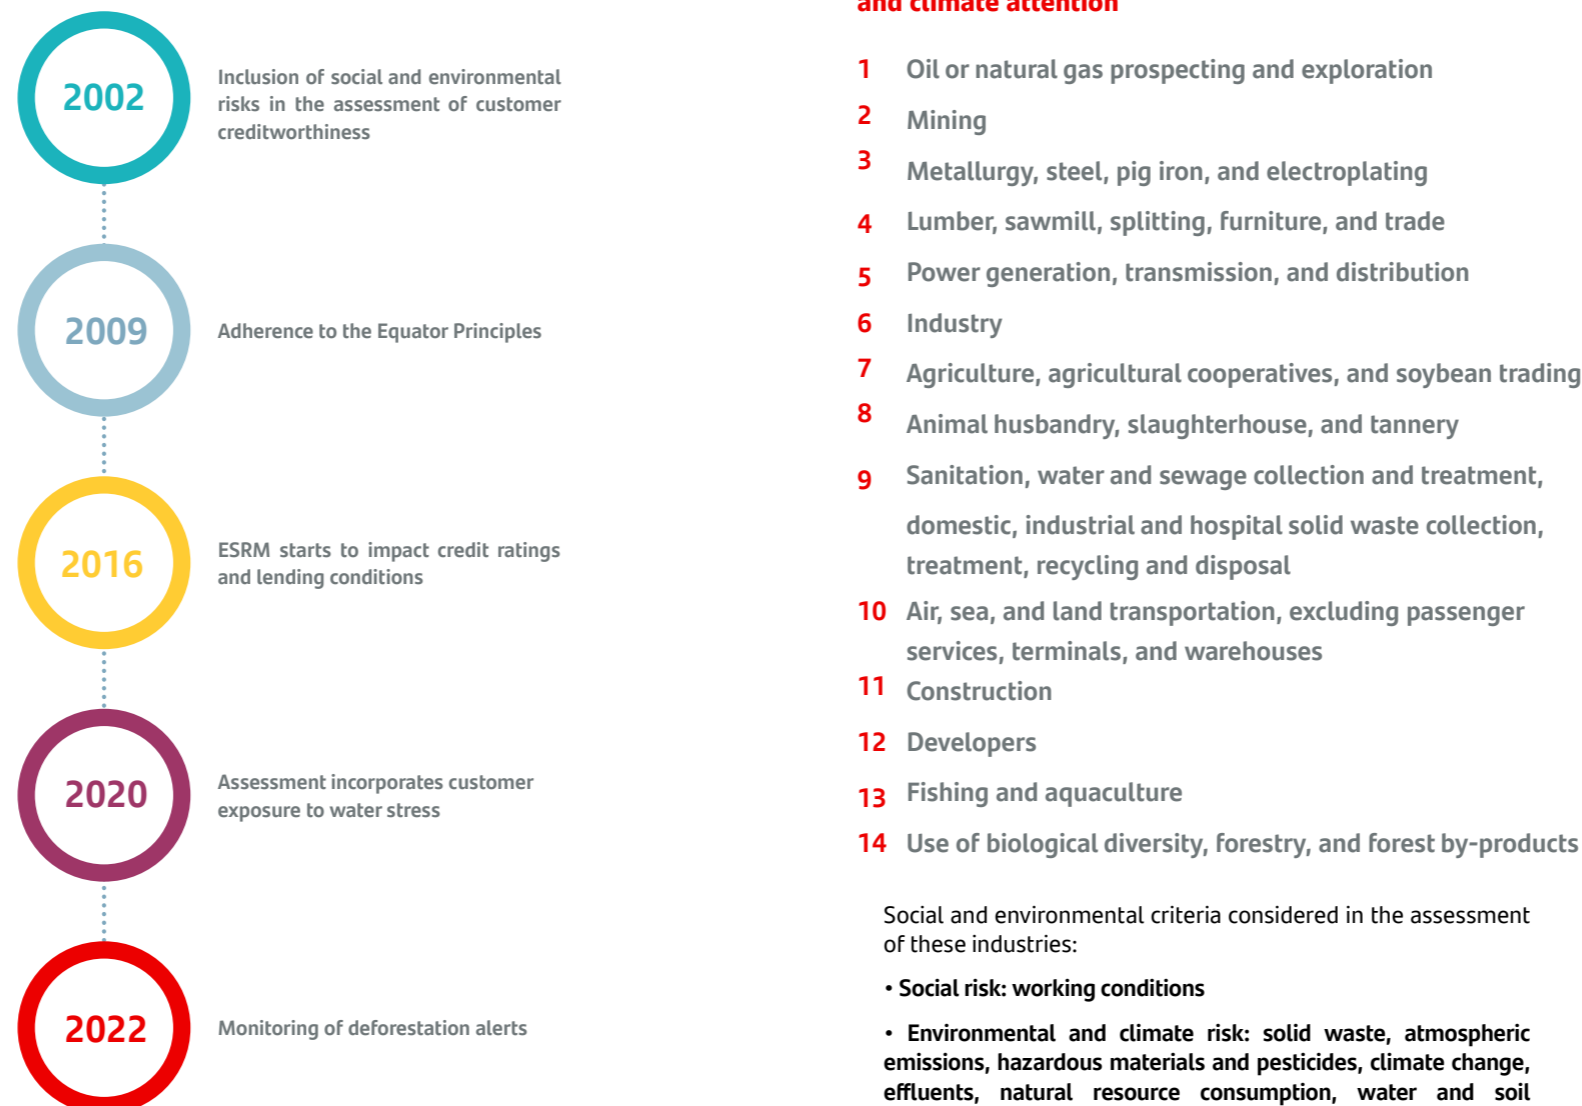 2002
Inclusion of social and environmental
risks in the assessment of customer
creditworthiness
2009
Adherence to the Equator Principles
2016
ESRM starts to impact credit ratings
and lending conditions
2020
Assessment incorporates customer
exposure to water stress
2022
Monitoring of deforestation alerts
and climate attention
1 Oil or natural gas prospecting and exploration
2 Mining
3 Metallurgy, steel, pig iron, and electroplating
4 Lumber, sawmill, splitting, furniture, and trade
5 Power generation, transmission, and distribution
6 Industry
7 Agriculture, agricultural cooperatives, and soybean trading
8 Animal husbandry, slaughterhouse, and tannery
9 Sanitation, water and sewage collection and treatment,
domestic, industrial and hospital solid waste collection,
treatment, recycling and disposal
10 Air, sea, and land transportation, excluding passenger
services, terminals, and warehouses
11 Construction
12 Developers
13 Fishing and aquaculture
14 Use of biological diversity, forestry, and forest by-products
Social and environmental criteria considered in the assessment
of these industries:
• Social risk: working conditions
• Environmental and climate risk: solid waste, atmospheric
emissions, hazardous materials and pesticides, climate change,
effluents, natural resource consumption, water and soil